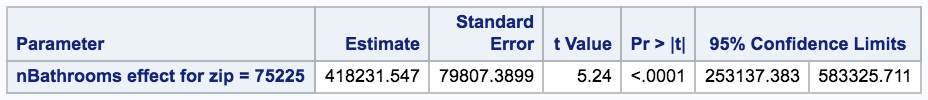 Parameter Estimate Standard Error t Value Pr > |t| 95% Confidence Limits
nBathrooms effect for zip = 75225 418231.547 79807.3899 5.24 <.0001 253137.383 583325.711